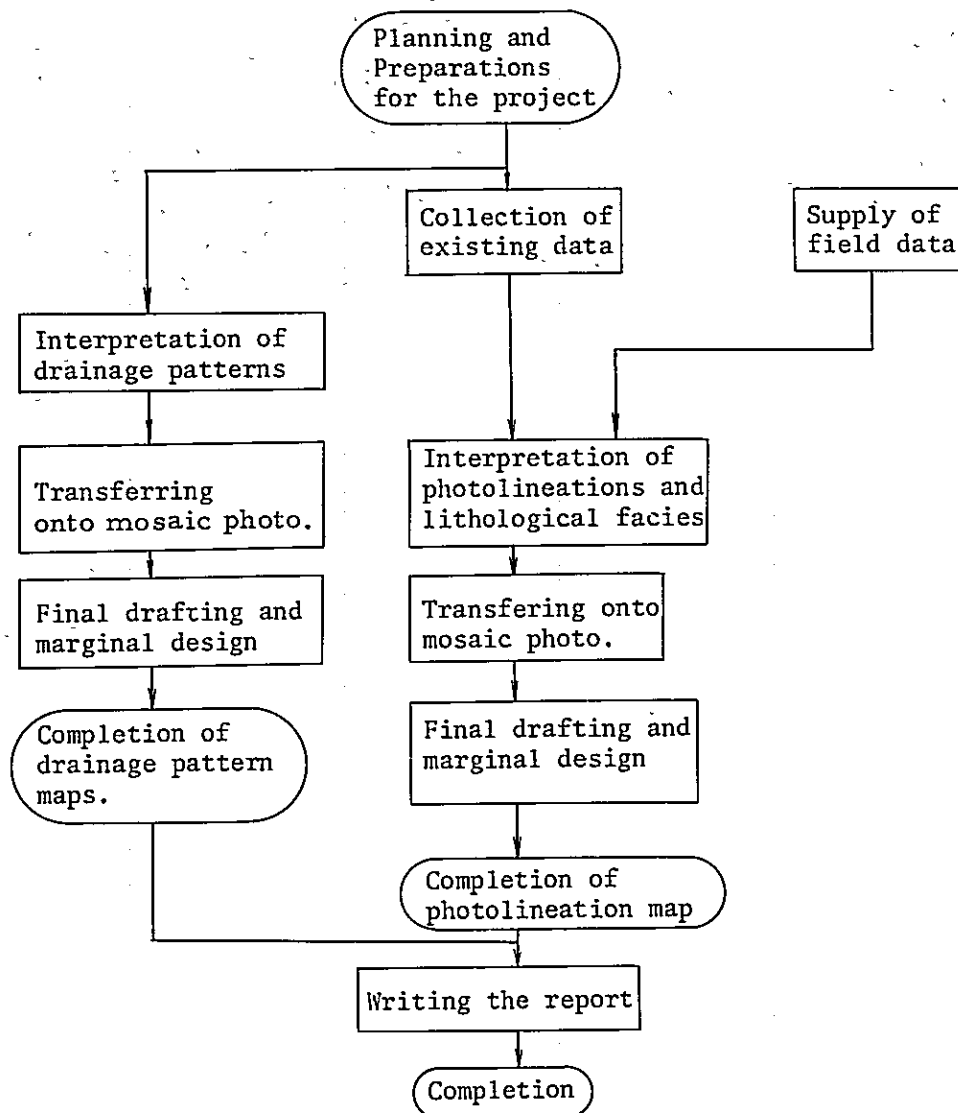 Planning and
Preparations
for the project
Collection of
existing data
Supply of
field data
Interpretation of
drainage patterns
Transferring
onto mosaic photo.
Interpretation of
photolineations and
lithological facies
Final drafting and
marginal design
Transfering onto
mosaic photo.
Completion of
drainage pattern
maps.
Final drafting and
marginal design
Completion of
photolineation map
Writing the report
Completion